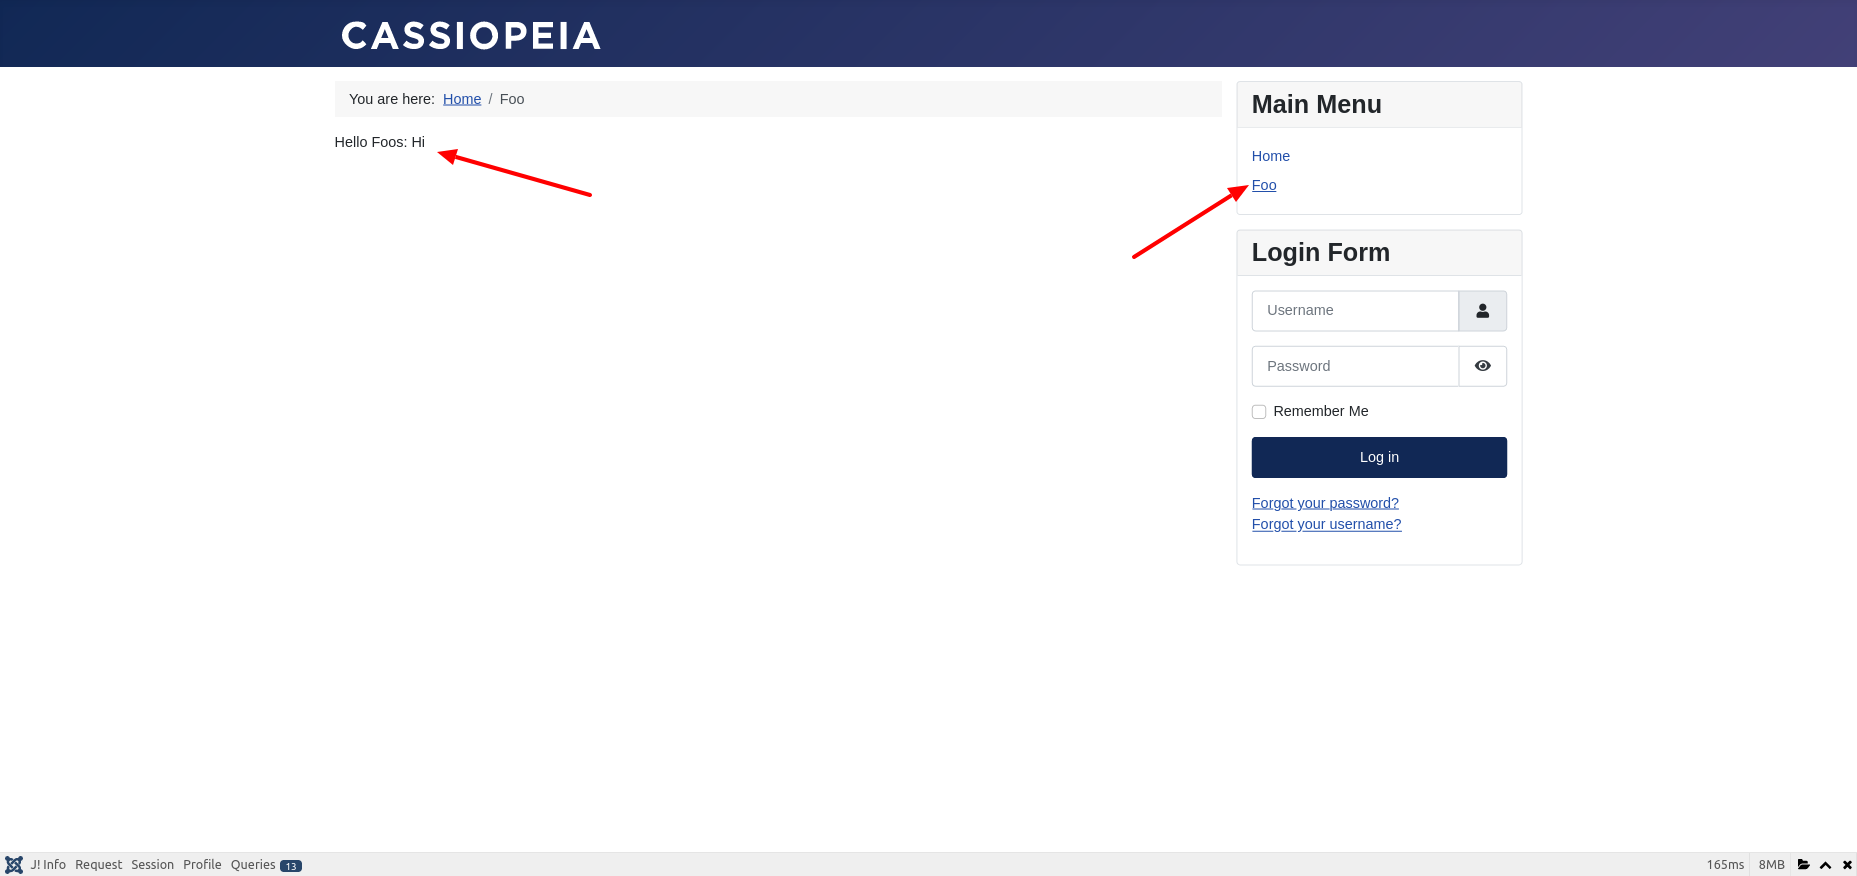 CASSIOPEIA
You are here: Home / Foo
Hello Foos: Hi
Main Menu
Home
Foo
Login Form
Username
Password
Remember Me
Log in
Forgot your password?
Forgot your username?
J! Info Request Session Profile Queries 13 165ms 8MB